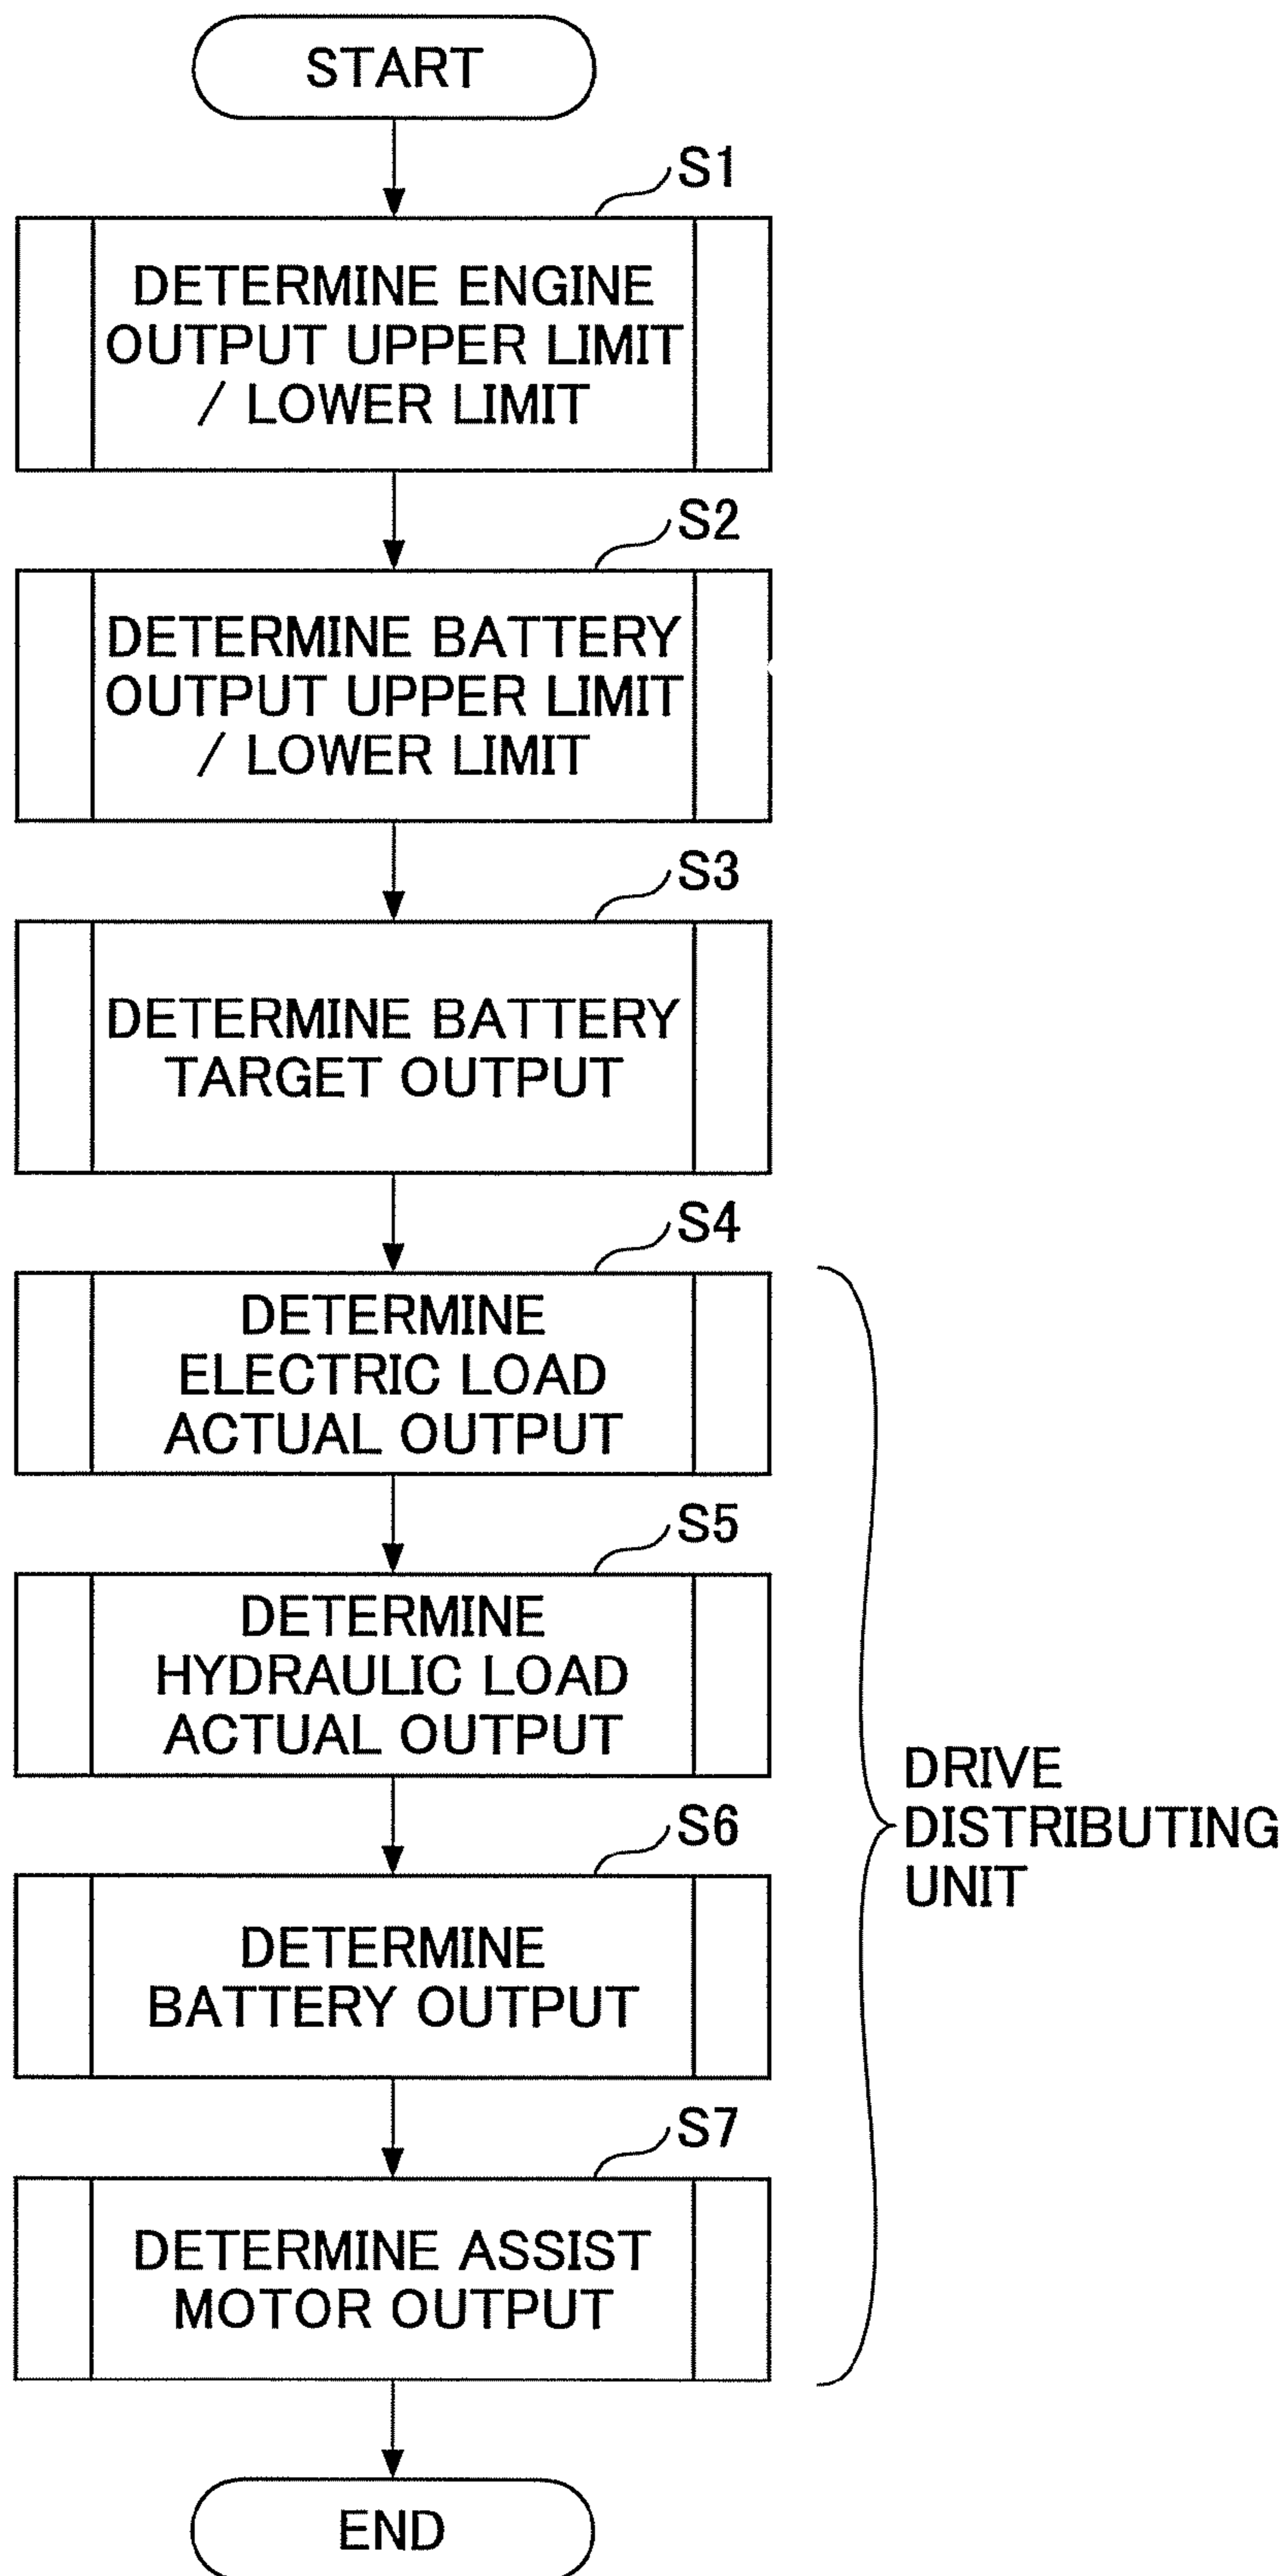 START
S1
DETERMINE ENGINE
OUTPUT UPPER LIMIT
/ LOWER LIMIT
S2
DETERMINE BATTERY
OUTPUT UPPER LIMIT
/ LOWER LIMIT
S3
DETERMINE BATTERY
TARGET OUTPUT
S4
DETERMINE
ELECTRIC LOAD
ACTUAL OUTPUT
S5
DETERMINE
HYDRAULIC LOAD
ACTUAL OUTPUT
DRIVE
DISTRIBUTING
UNIT
S6
DETERMINE
BATTERY OUTPUT
S7
DETERMINE ASSIST
MOTOR OUTPUT
END